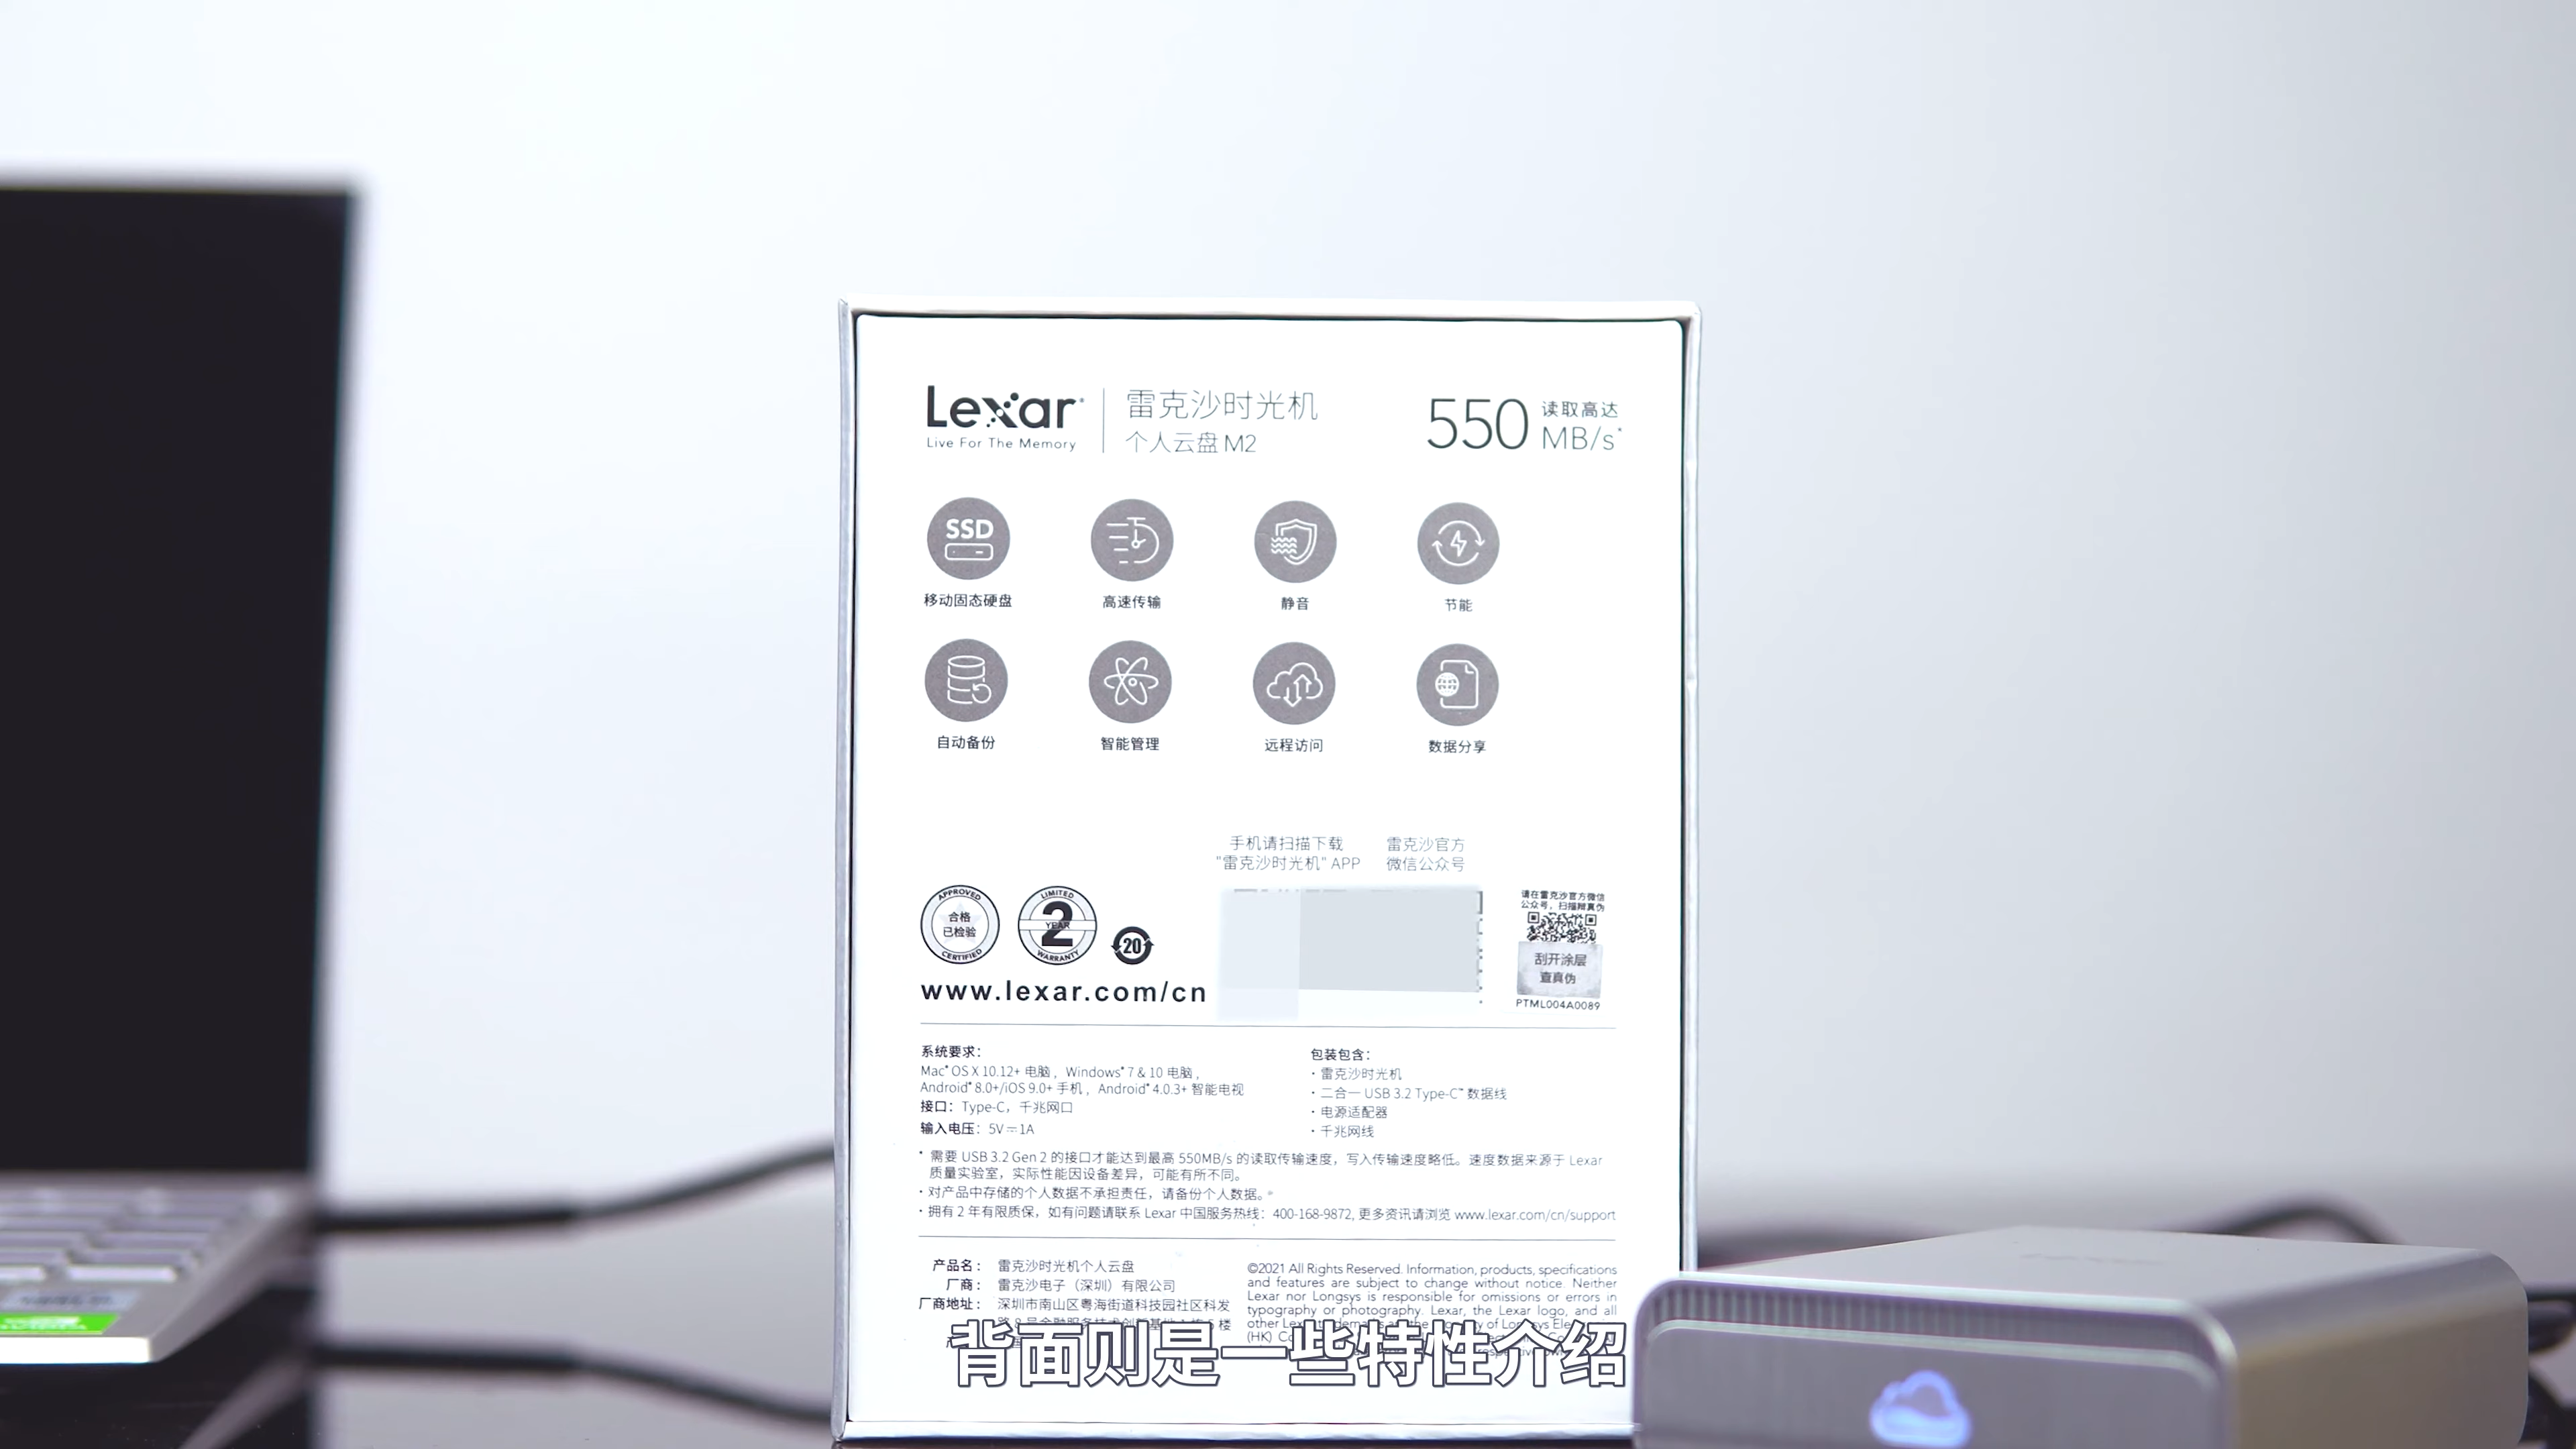 Lexar
Live For The Memory
雷克沙时光机
个人云盘 M2
550 读取高达
MB/s*
SSD
移动固态硬盘
高速传输
静音
节能
自动备份
智能管理
远程访问
数据分享
手机请扫描下载
"雷克沙时光机" APP
雷克沙官方
微信公众号
APPROVED
合格
已检验
CERTIFIED
LIMITED
2
YEAR
WARRANTY
20
请在雷克沙官方微信
公众号，扫描辩真伪
刮开涂层
查真伪
PTML004A0089
www.lexar.com/cn
系统要求：
Mac® OS X 10.12+ 电脑，Windows® 7 & 10 电脑，
Android® 8.0+/iOS 9.0+ 手机，Android® 4.0.3+ 智能电视
接口：Type-C，千兆网口
输入电压：5V⎓1A
包装包含：
· 雷克沙时光机
· 二合一 USB 3.2 Type-C™ 数据线
· 电源适配器
· 千兆网线
* 需要 USB 3.2 Gen 2 的接口才能达到最高 550MB/s 的读取传输速度，写入传输速度略低。速度数据来源于 Lexar
质量实验室，实际性能因设备差异，可能有所不同。
· 对产品中存储的个人数据不承担责任，请备份个人数据。
· 拥有 2 年有限质保，如有问题请联系 Lexar 中国服务热线：400-168-9872, 更多资讯请浏览 www.lexar.com/cn/support
产品名：雷克沙时光机个人云盘
厂商：雷克沙电子（深圳）有限公司
厂商地址：深圳市南山区粤海街道科技园社区科发
©2021 All Rights Reserved. Information, products, specifications
and features are subject to change without notice. Neither
Lexar nor Longsys is responsible for omissions or errors in
typography or photography. Lexar, the Lexar logo, and all
背面则是一些特性介绍